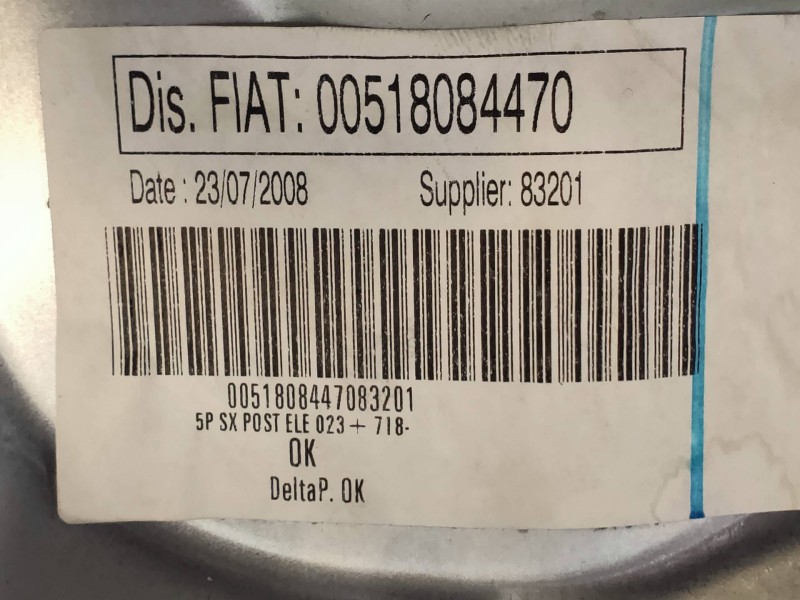 Dis. FIAT: 00518084470
Date : 23/07/2008 Supplier: 83201
0051808447083201
5P SX POST ELE 023 + 718-
OK
DeltaP. OK